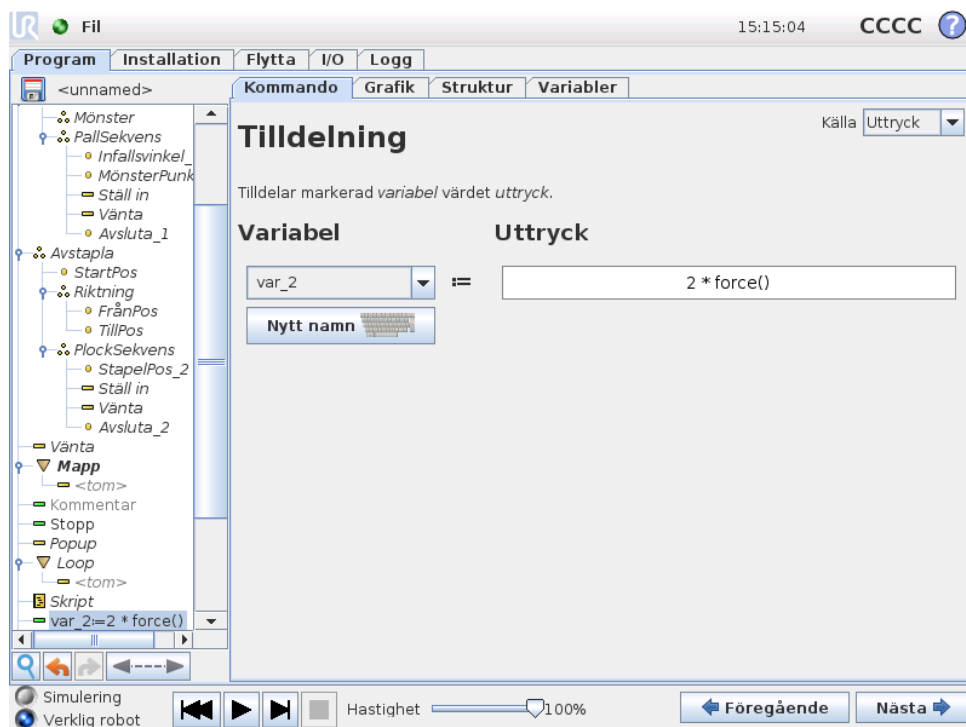 UR Fil 15:15:04 CCCC ?
Program Installation Flytta I/O Logg
<unnamed>
Kommando Grafik Struktur Variabler
Mönster
PallSekvens
Infallsvinkel_
MönsterPunk
Ställ in
Vänta
Avsluta_1
Avstapla
StartPos
Riktning
FrånPos
TillPos
PlockSekvens
StapelPos_2
Ställ in
Vänta
Avsluta_2
Vänta
Mapp
<tom>
Kommentar
Stopp
Popup
Loop
<tom>
Skript
var_2:=2 * force()
Tilldelning
Källa Uttryck
Tilldelar markerad variabel värdet uttryck.
Variabel Uttryck
var_2 := 2 * force()
Nytt namn
Simulering
Verklig robot
Hastighet 100%
Föregående Nästa